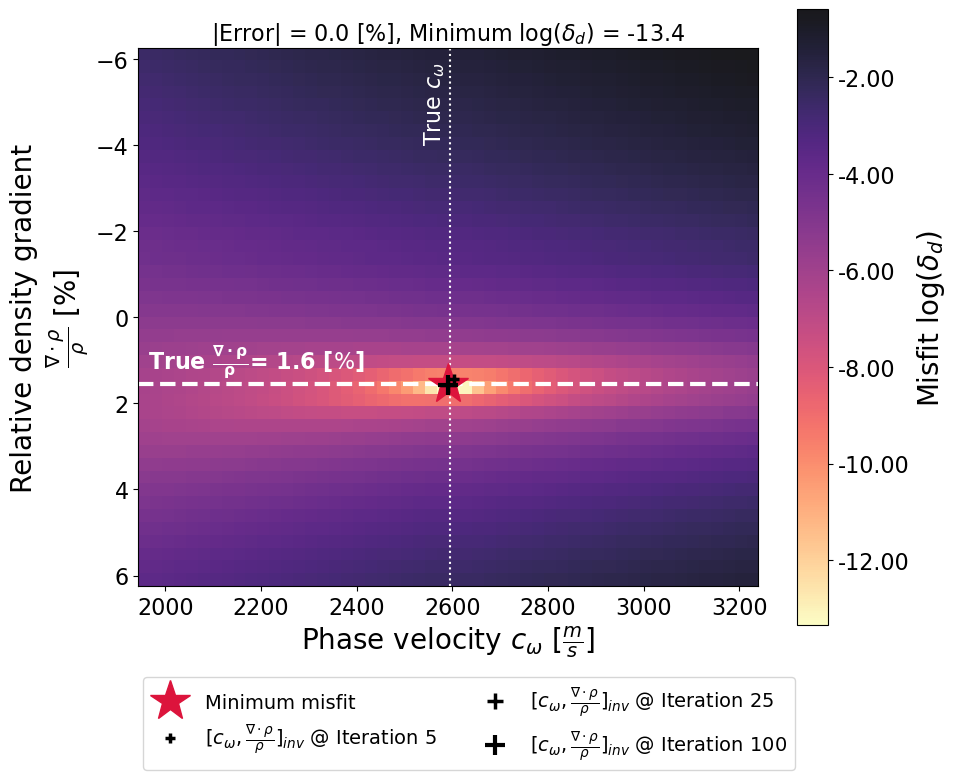 |Error| = 0.0 [%], Minimum log(δ_d) = -13.4
Relative density gradient
∇·ρ/ρ [%]
−6
−4
−2
0
2
4
6
True c_ω
True ∇·ρ/ρ= 1.6 [%]
2000 2200 2400 2600 2800 3000 3200
Phase velocity c_ω [m/s]
-2.00
-4.00
-6.00
-8.00
-10.00
-12.00
Misfit log(δ_d)
Minimum misfit
[c_ω, ∇·ρ/ρ]_inv @ Iteration 5
[c_ω, ∇·ρ/ρ]_inv @ Iteration 25
[c_ω, ∇·ρ/ρ]_inv @ Iteration 100